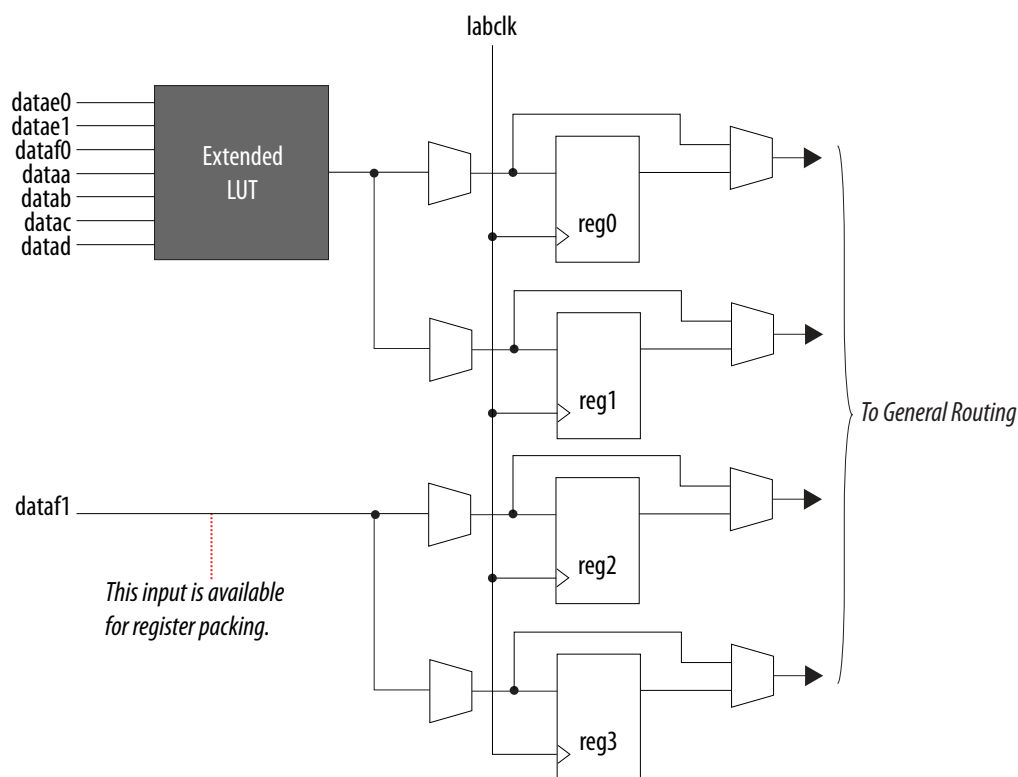 labclk
datae0
datae1
dataf0
dataa
datab
datac
datad
Extended
LUT
reg0
reg1
To General Routing
dataf1
This input is available
for register packing.
reg2
reg3